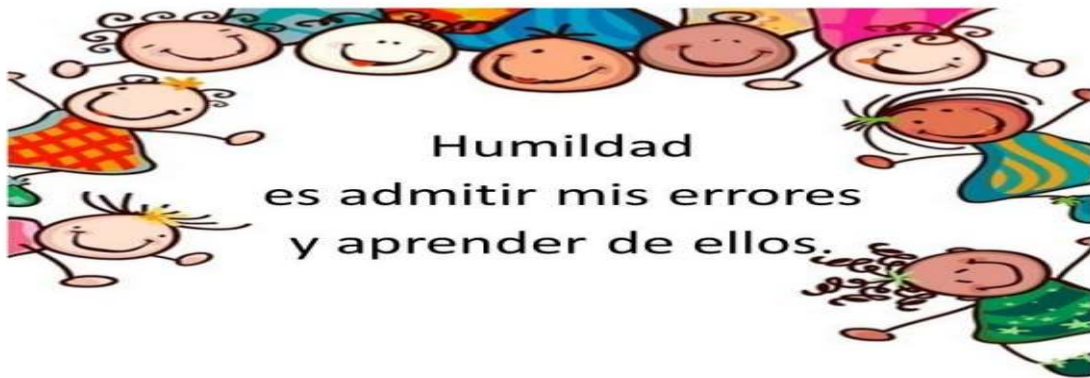 Humildad
es admitir mis errores
y aprender de ellos.